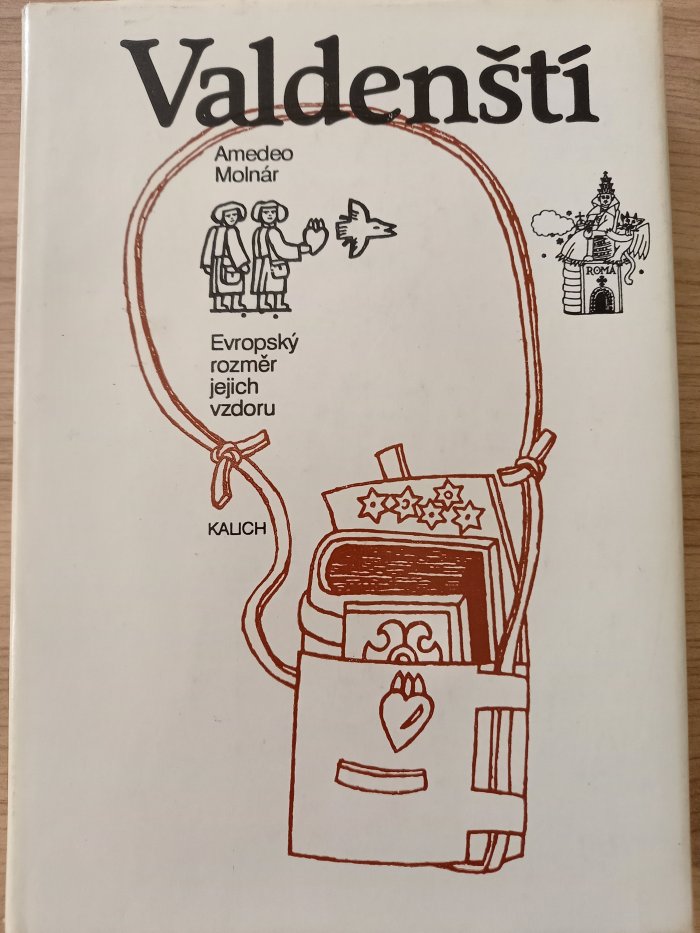 Valdenští
Amedeo
Molnár
ROMA
Evropský
rozměr
jejich
vzdoru
KALICH